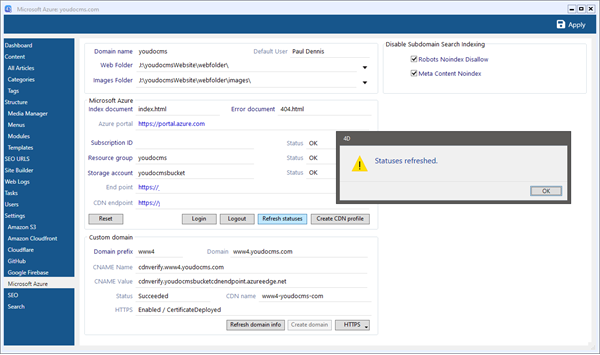 Microsoft Azure: youdocms.com
Apply
Dashboard
Content
All Articles
Categories
Tags
Structure
Media Manager
Menus
Modules
Templates
SEO URLS
Site Builder
Web Logs
Tasks
Users
Settings
Amazon S3
Amazon Cloudfront
Cloudflare
GitHub
Google Firebase
Microsoft Azure
SEO
Search
Domain name youdocms Default User Paul Dennis
Web Folder J:\youdocmsWebsite\webfolder\
Images Folder J:\youdocmsWebsite\webfolder\images\
Microsoft Azure
Index document index.html Error document 404.html
Azure portal https://portal.azure.com
Subscription ID Status OK
Resource group youdocms Status OK
Storage account youdocmsbucket Status OK
End point https://
CDN endpoint https://
Reset Login Logout Refresh statuses Create CDN profile
Custom domain
Domain prefix www4 Domain www4.youdocms.com
CNAME Name cdnverify.www4.youdocms.com
CNAME Value cdnverify.youdocmsbucketcdnendpoint.azureedge.net
Status Succeeded CDN name www4-youdocms-com
HTTPS Enabled / CertificateDeployed
Refresh domain info Create domain HTTPS
Disable Subdomain Search Indexing
Robots Noindex Disallow
Meta Content Noindex
4D
Statuses refreshed.
OK